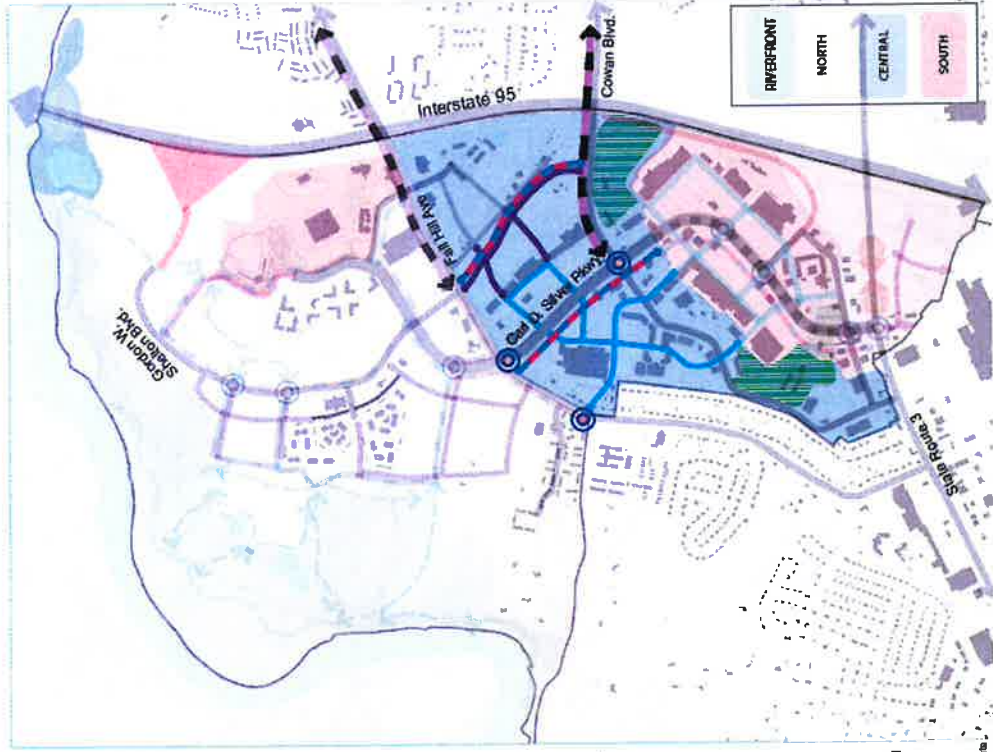 Gordon W.
Shelton Blvd.
Fall Hill Ave
Interstate 95
Cowan Blvd.
Carl D. Silver Pkwy
State Route 3
RIVERFRONT
NORTH
CENTRAL
SOUTH